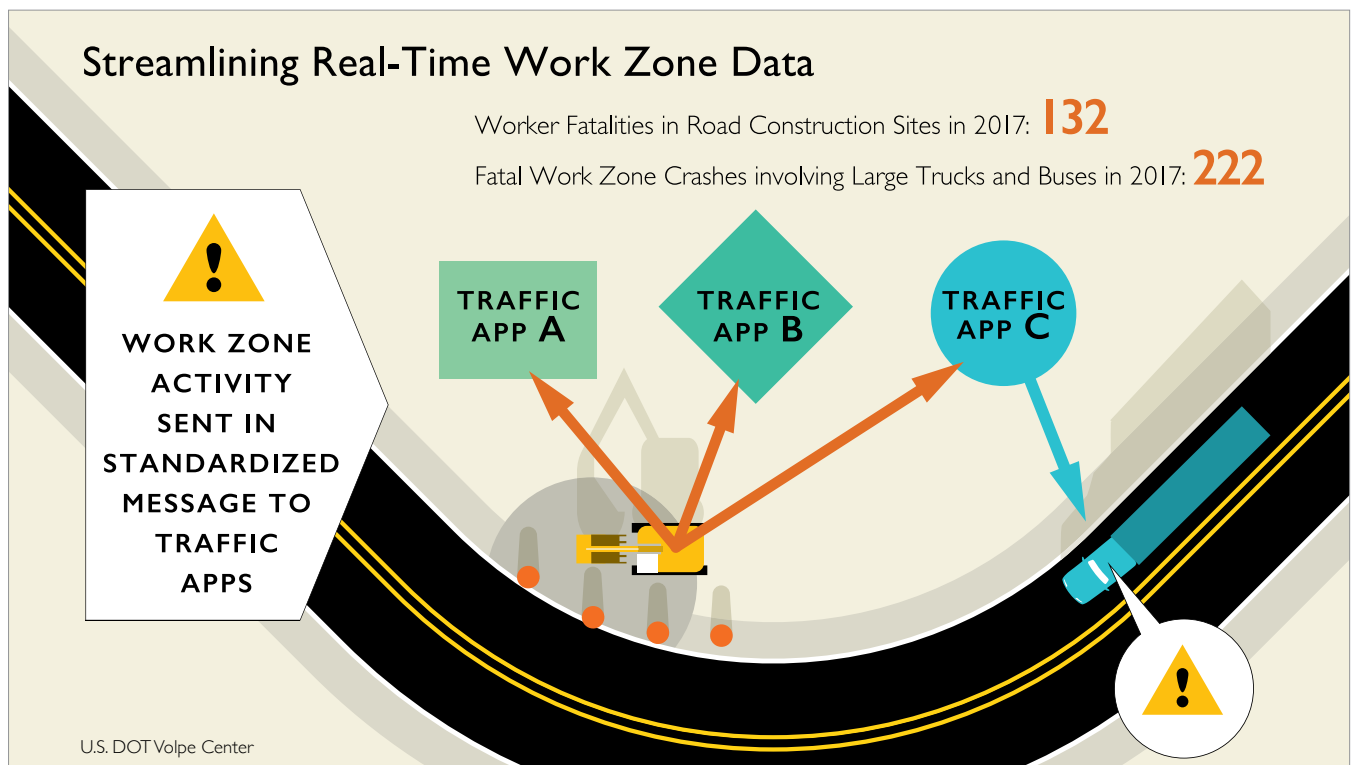 Streamlining Real-Time Work Zone Data
Worker Fatalities in Road Construction Sites in 2017: 132
Fatal Work Zone Crashes involving Large Trucks and Buses in 2017: 222
!
WORK ZONE
ACTIVITY
SENT IN
STANDARDIZED
MESSAGE TO
TRAFFIC
APPS
TRAFFIC
APP A
TRAFFIC
APP B
TRAFFIC
APP C
!
U.S. DOT Volpe Center